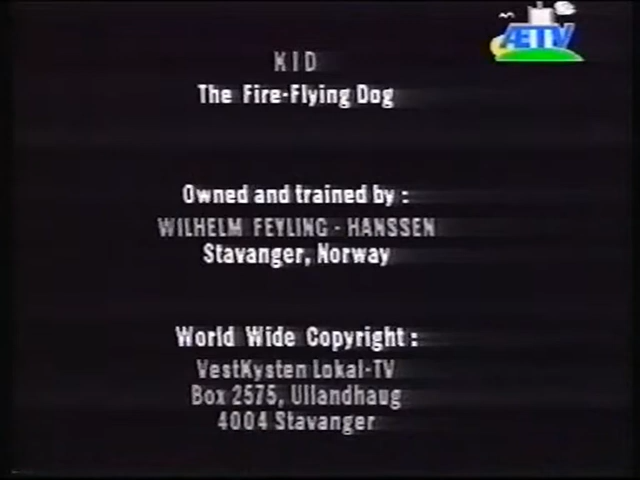 ÆTTV
KID
The Fire-Flying Dog
Owned and trained by :
WILHELM FEYLING - HANSSEN
Stavanger, Norway
World Wide Copyright :
VestKysten Lokal-TV
Box 2575, Ullandhaug
4004 Stavanger